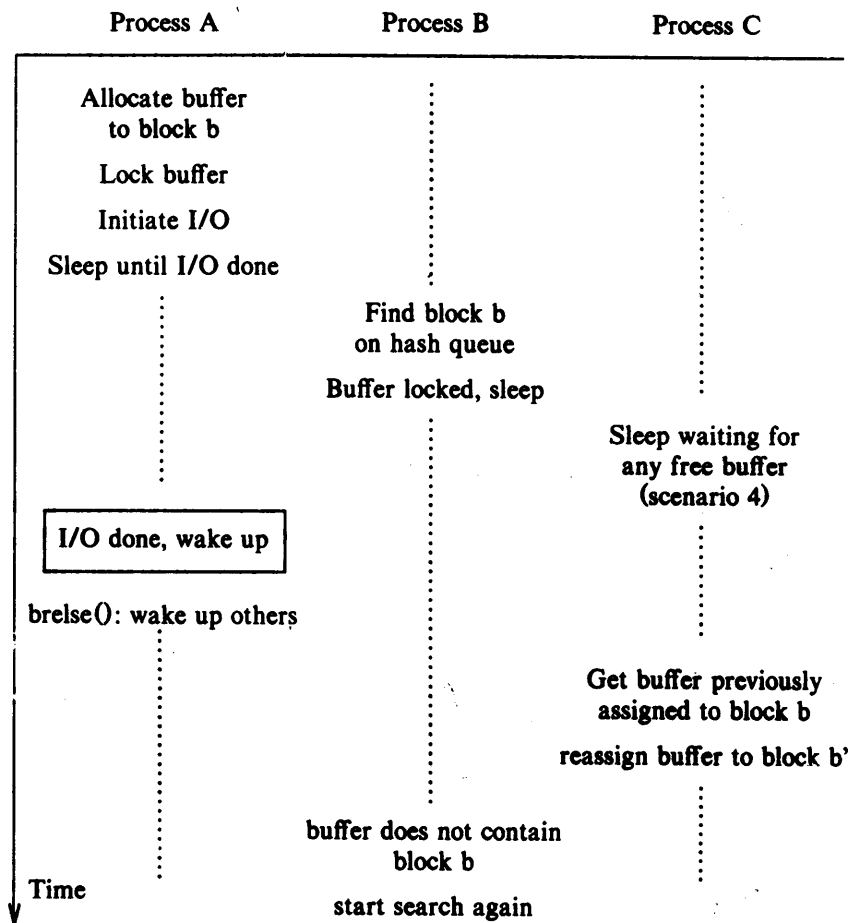 Process A
Process B
Process C
Allocate buffer
to block b
Lock buffer
Initiate I/O
Sleep until I/O done
Find block b
on hash queue
Buffer locked, sleep
Sleep waiting for
any free buffer
(scenario 4)
I/O done, wake up
brelse(): wake up others
Get buffer previously
assigned to block b
reassign buffer to block b'
buffer does not contain
block b
start search again
Time